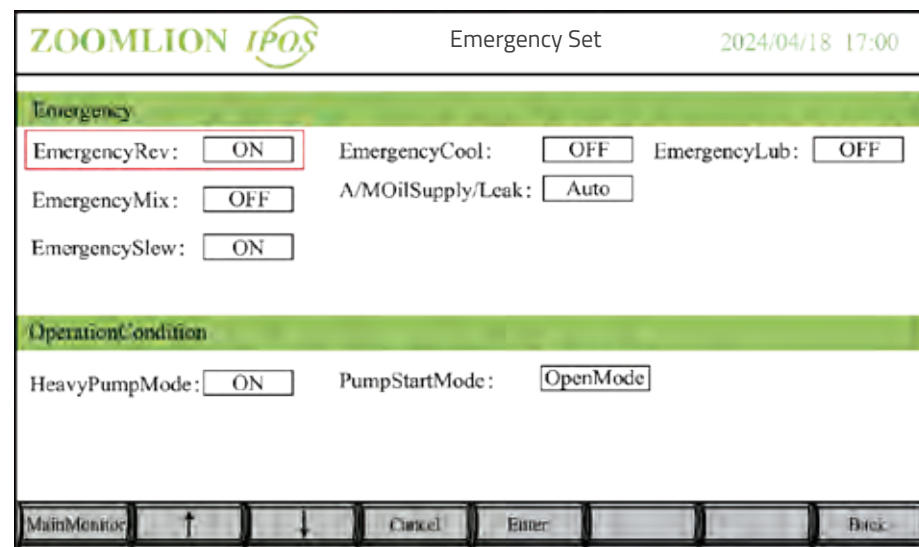 ZOOMLION IPOS Emergency Set 2024/04/18 17:00
Emergency
EmergencyRev: ON EmergencyCool: OFF EmergencyLub: OFF
EmergencyMix: OFF A/MOilSupply/Leak: Auto
EmergencySlew: ON
OperationCondition
HeavyPumpMode: ON PumpStartMode: OpenMode
MainMonitor ↑ ↓ Cancel Enter Back